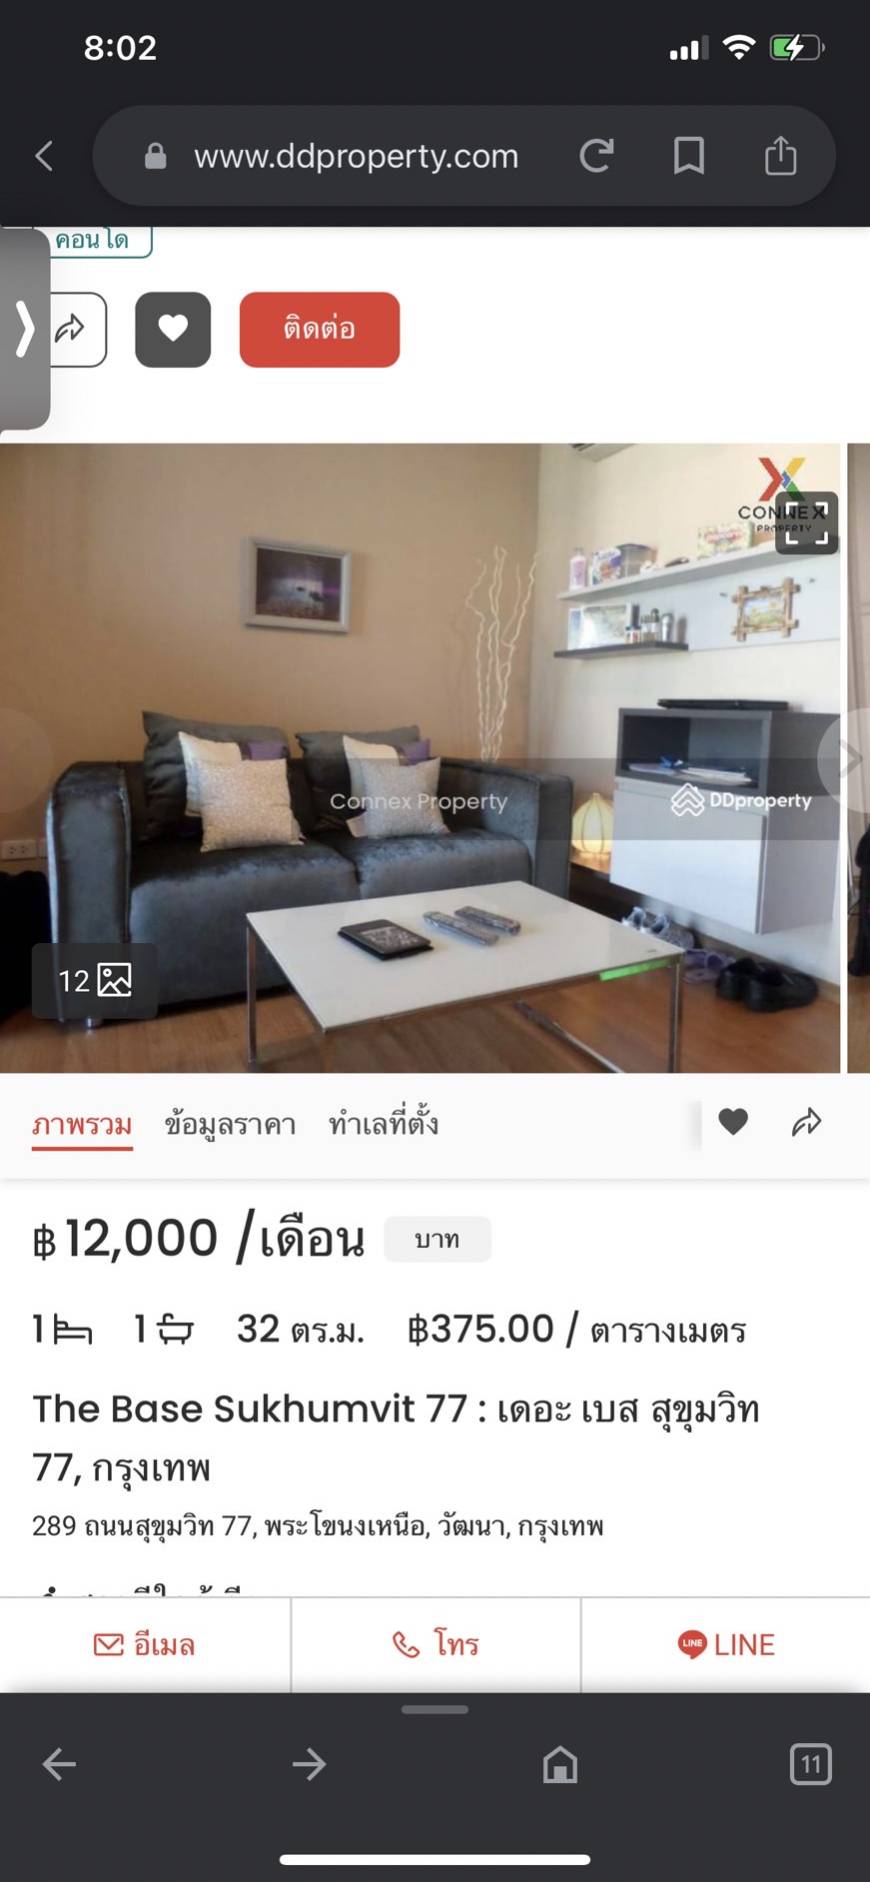 8:02
www.ddproperty.com
คอนโด
ติดต่อ
CONNEX
PROPERTY
Connex Property
DDproperty
12
ภาพรวม ข้อมูลราคา ทำเลที่ตั้ง
฿12,000 /เดือน บาท
1 1 32 ตร.ม. ฿375.00 / ตารางเมตร
The Base Sukhumvit 77 : เดอะ เบส สุขุมวิท
77, กรุงเทพ
289 ถนนสุขุมวิท 77, พระโขนงเหนือ, วัฒนา, กรุงเทพ
อีเมล โทร LINE LINE
11